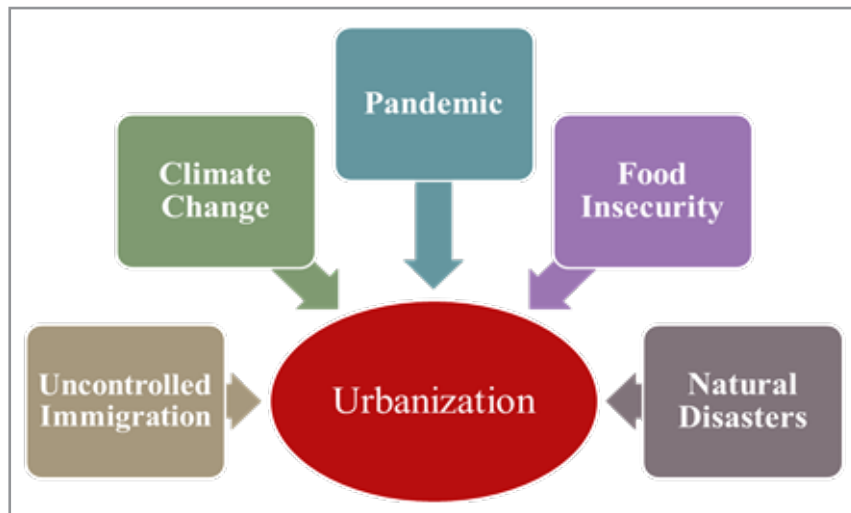 Pandemic
Climate
Change
Food
Insecurity
Uncontrolled
Immigration
Urbanization
Natural
Disasters